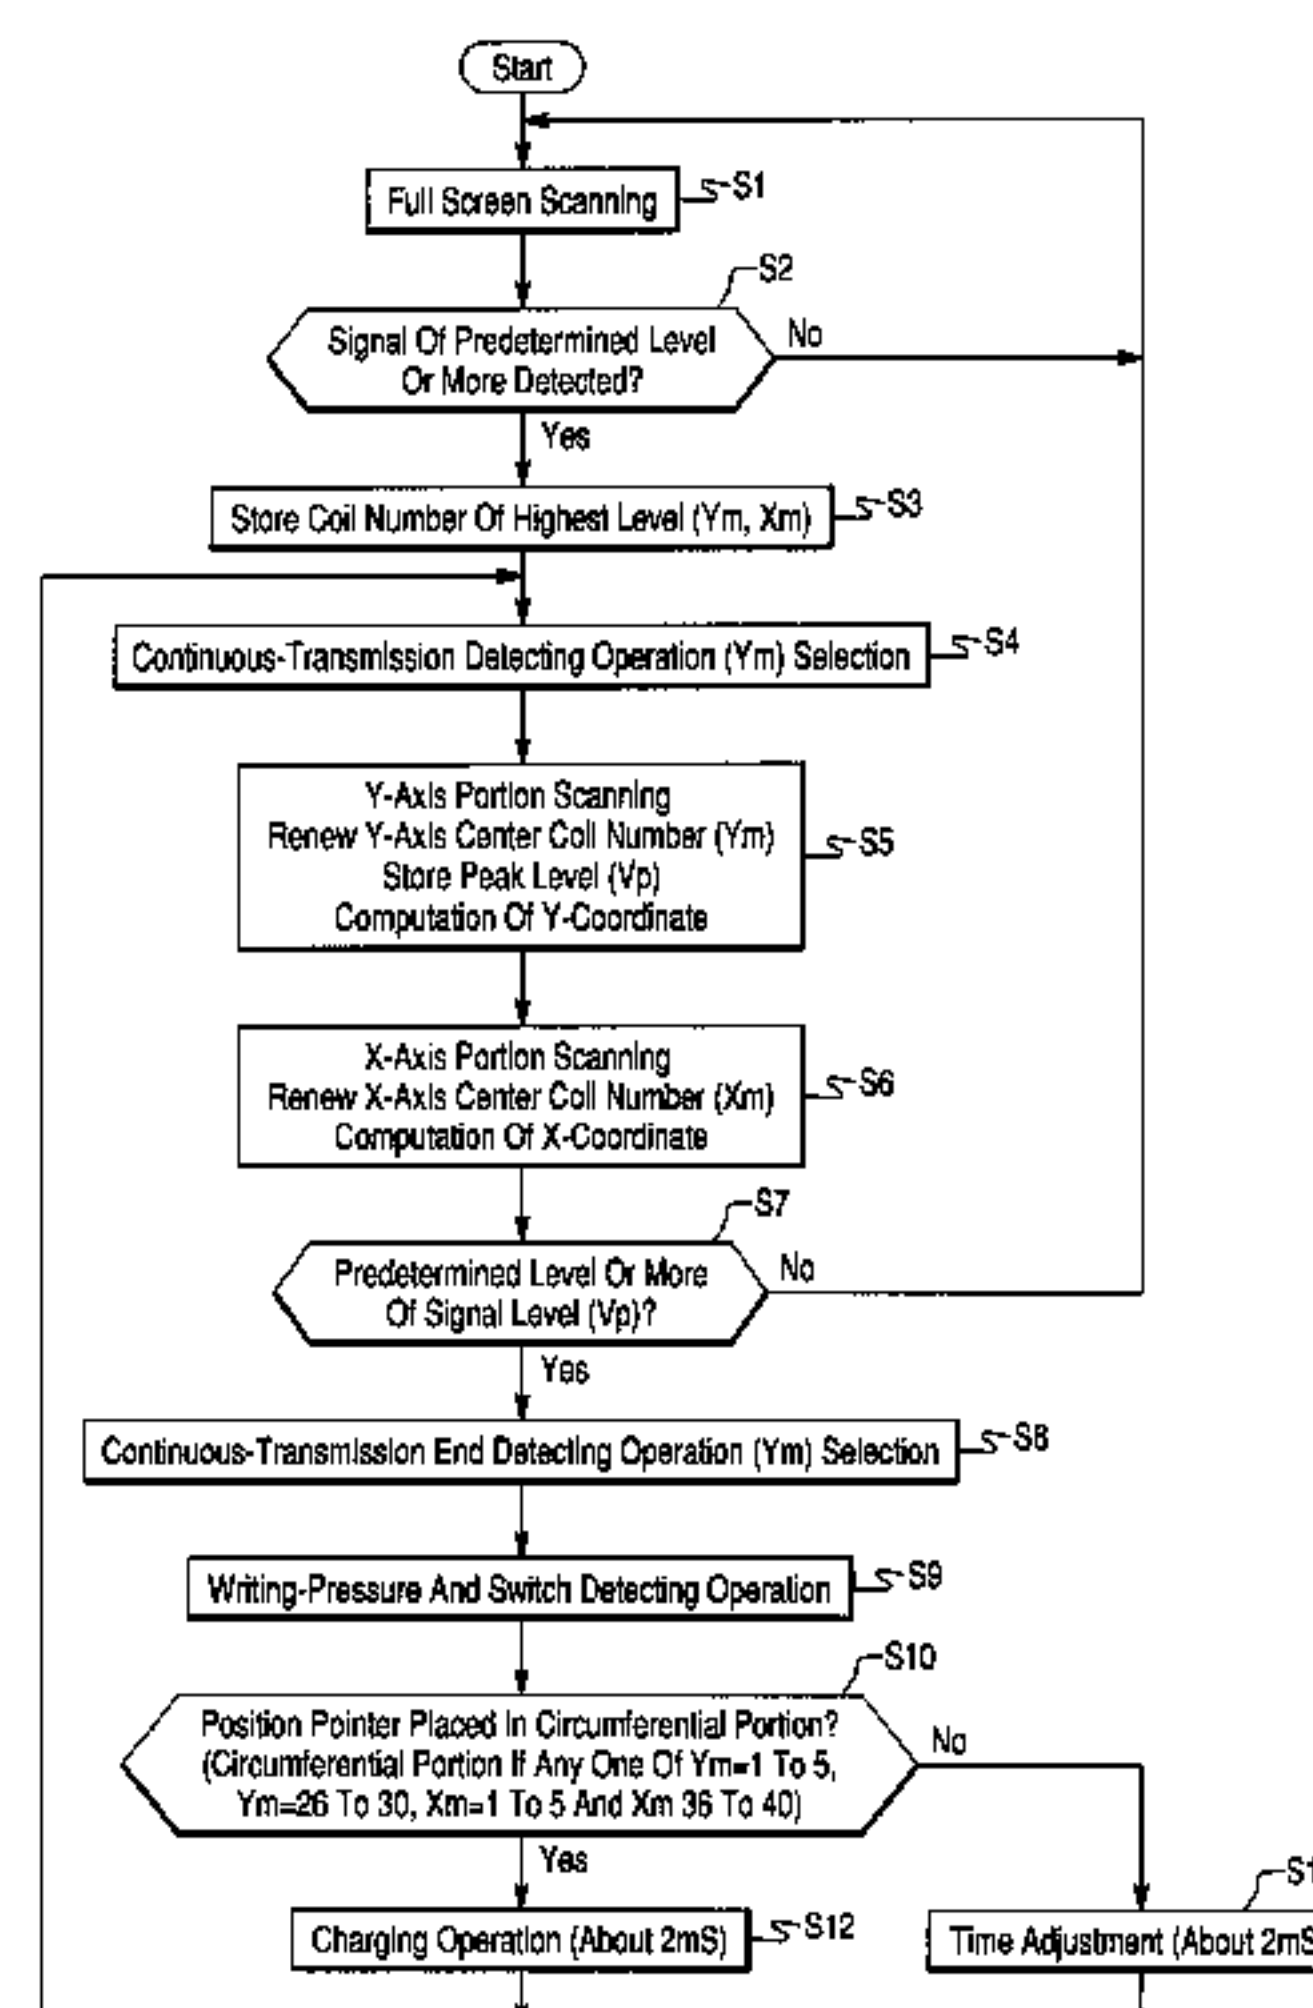 Start
Full Screen Scanning
S1
S2
Signal Of Predetermined Level
Or More Detected?
No
Yes
Store Coil Number Of Highest Level (Ym, Xm)
S3
Continuous-Transmission Detecting Operation (Ym) Selection
S4
Y-Axis Portion Scanning
Renew Y-Axis Center Coil Number (Ym)
Store Peak Level (Vp)
Computation Of Y-Coordinate
S5
X-Axis Portion Scanning
Renew X-Axis Center Coil Number (Xm)
Computation Of X-Coordinate
S6
S7
Predetermined Level Or More
Of Signal Level (Vp)?
No
Yes
Continuous-Transmission End Detecting Operation (Ym) Selection
S8
Writing-Pressure And Switch Detecting Operation
S9
S10
Position Pointer Placed In Circumferential Portion?
(Circumferential Portion If Any One Of Ym=1 To 5,
Ym=26 To 30, Xm=1 To 5 And Xm 36 To 40)
No
Yes
Charging Operation (About 2mS)
S12
Time Adjustment (About 2mS